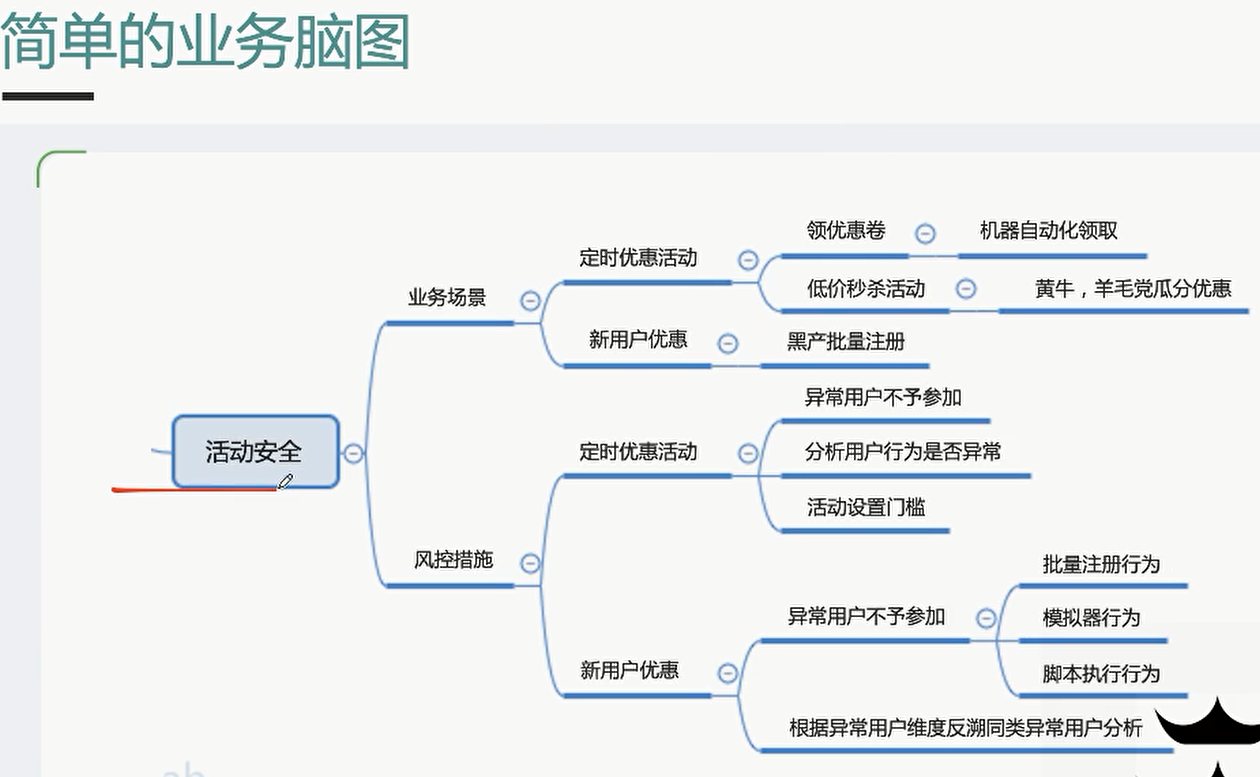 简单的业务脑图
领优惠卷
机器自动化领取
定时优惠活动
低价秒杀活动
黄牛，羊毛党瓜分优惠
业务场景
新用户优惠
黑产批量注册
异常用户不予参加
活动安全
定时优惠活动
分析用户行为是否异常
活动设置门槛
风控措施
批量注册行为
异常用户不予参加
模拟器行为
新用户优惠
脚本执行行为
根据异常用户维度反溯同类异常用户分析